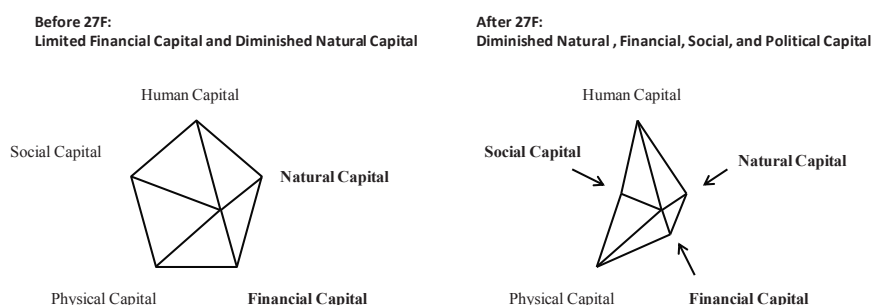 Before 27F:
Limited Financial Capital and Diminished Natural Capital
Human Capital
Social Capital
Natural Capital
Physical Capital
Financial Capital
After 27F:
Diminished Natural , Financial, Social, and Political Capital
Human Capital
Social Capital
Natural Capital
Physical Capital
Financial Capital